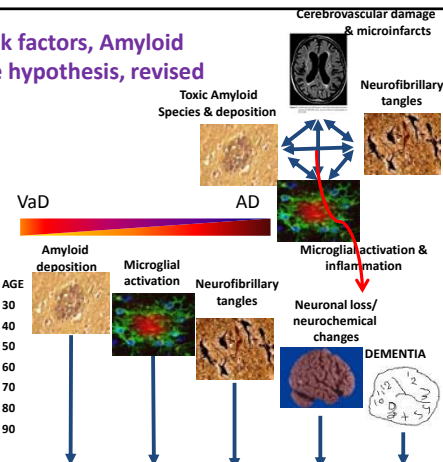 k factors, Amyloid
e hypothesis, revised
Cerebrovascular damage
& microinfarcts
Toxic Amyloid
Species & deposition
Neurofibrillary
tangles
VaD
AD
Microglial activation &
inflammation
Amyloid
deposition
Microglial
activation
Neurofibrillary
tangles
Neuronal loss/
neurochemical
changes
DEMENTIA
AGE
30
40
50
60
70
80
90